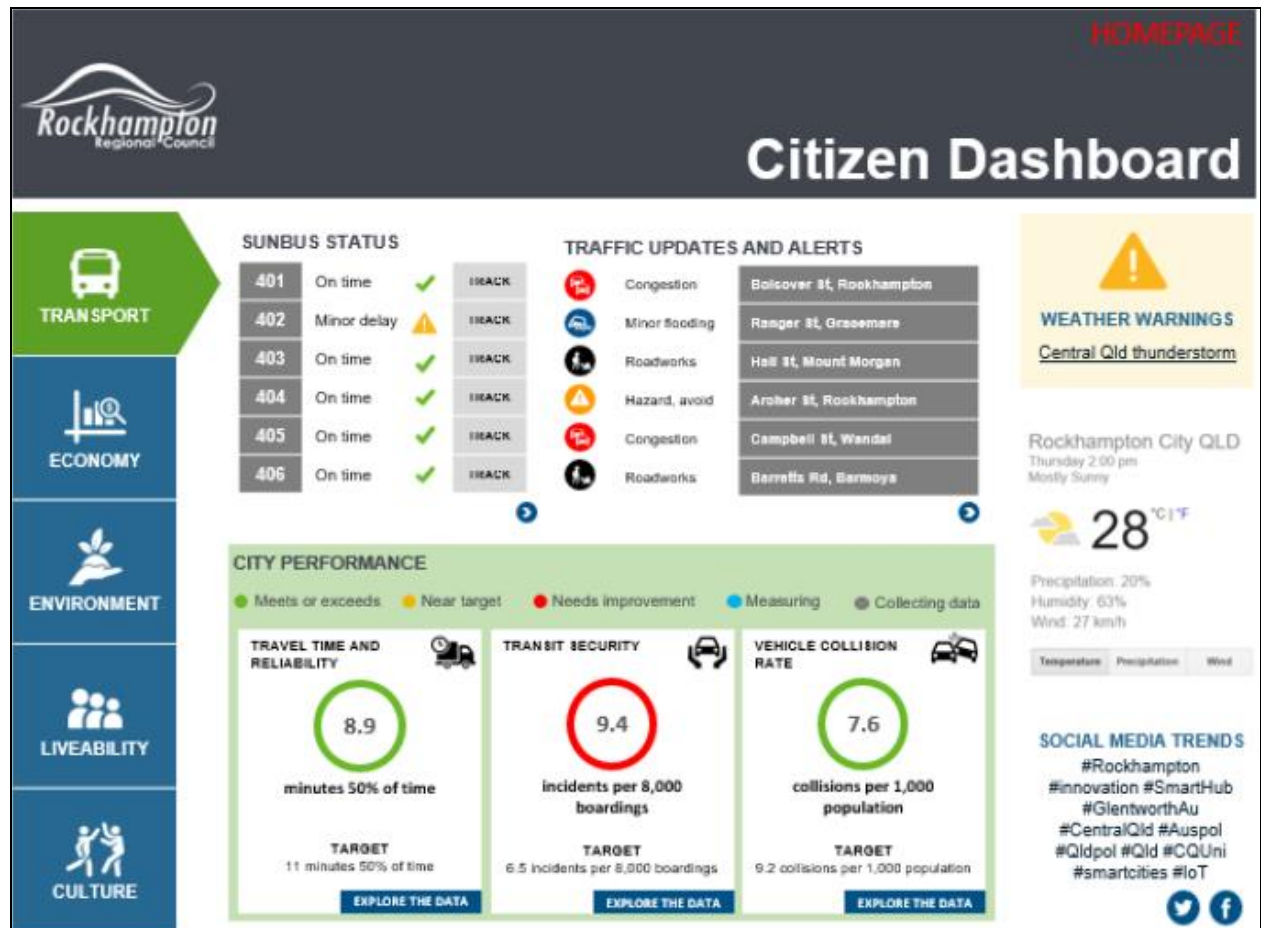 HOMEPAGE
Rockhampton
Regional Council
Citizen Dashboard
TRANSPORT
ECONOMY
ENVIRONMENT
LIVEABILITY
CULTURE
SUNBUS STATUS
401 On time TRACK
402 Minor delay TRACK
403 On time TRACK
404 On time TRACK
405 On time TRACK
406 On time TRACK
TRAFFIC UPDATES AND ALERTS
Congestion Bolsover St, Rockhampton
Minor flooding Ranger St, Gracemere
Roadworks Hall St, Mount Morgan
Hazard, avoid Archer St, Rockhampton
Congestion Campbell St, Wandal
Roadworks Barretts Rd, Barmoya
CITY PERFORMANCE
Meets or exceeds Near target Needs improvement Measuring Collecting data
TRAVEL TIME AND
RELIABILITY
8.9
minutes 50% of time
TARGET
11 minutes 50% of time
EXPLORE THE DATA
TRANSIT SECURITY
9.4
incidents per 8,000
boardings
TARGET
6.5 incidents per 8,000 boardings
EXPLORE THE DATA
VEHICLE COLLISION
RATE
7.6
collisions per 1,000
population
TARGET
9.2 collisions per 1,000 population
EXPLORE THE DATA
WEATHER WARNINGS
Central Qld thunderstorm
Rockhampton City QLD
Thursday 2:00 pm
Mostly Sunny
28 °C | °F
Precipitation: 20%
Humidity: 63%
Wind: 27 km/h
Temperature Precipitation Wind
SOCIAL MEDIA TRENDS
#Rockhampton
#innovation #SmartHub
#GlentworthAu
#CentralQld #Auspol
#Qldpol #Qld #CQUni
#smartcities #IoT